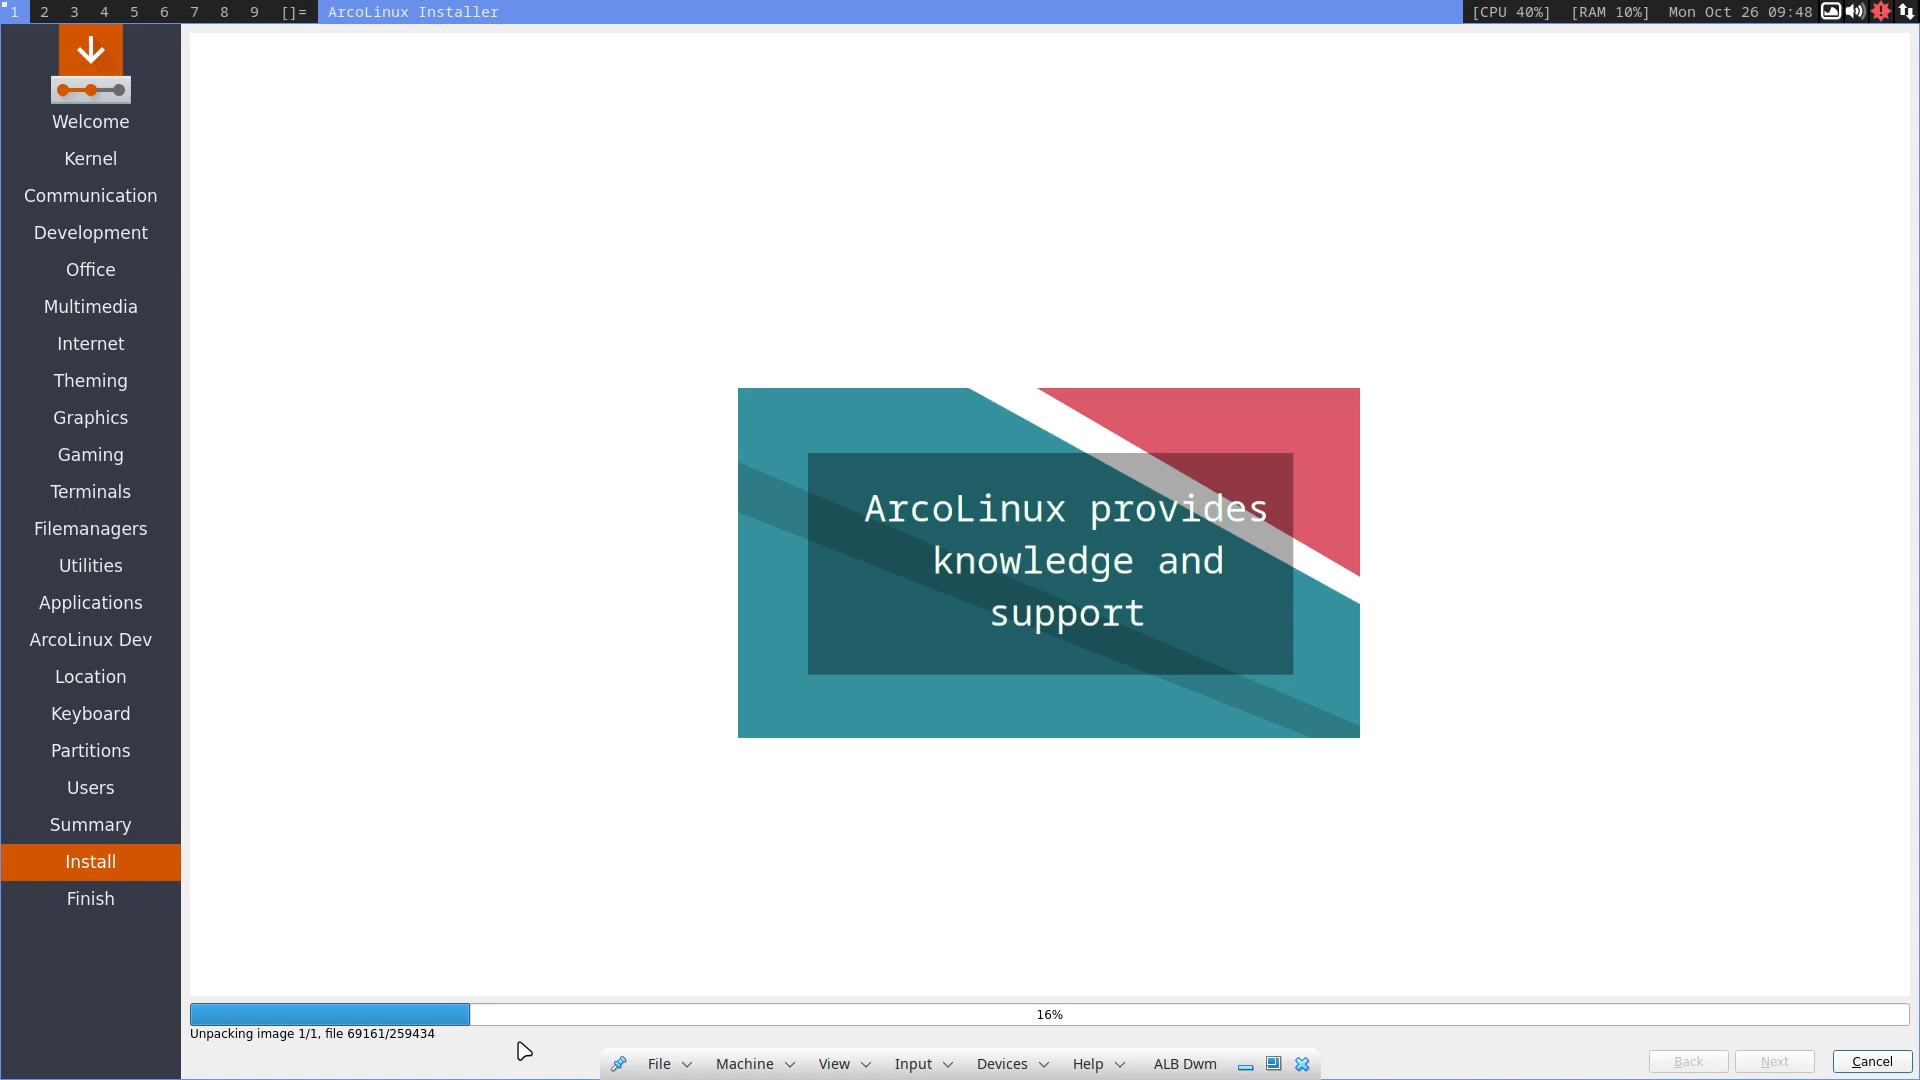 1 2 3 4 5 6 7 8 9 []= ArcoLinux Installer [CPU 40%] [RAM 10%] Mon Oct 26 09:48
Welcome
Kernel
Communication
Development
Office
Multimedia
Internet
Theming
Graphics
Gaming
Terminals
Filemanagers
Utilities
Applications
ArcoLinux Dev
Location
Keyboard
Partitions
Users
Summary
Install
Finish
ArcoLinux provides
knowledge and
support
16%
Unpacking image 1/1, file 69161/259434
File Machine View Input Devices Help ALB Dwm
Back Next Cancel